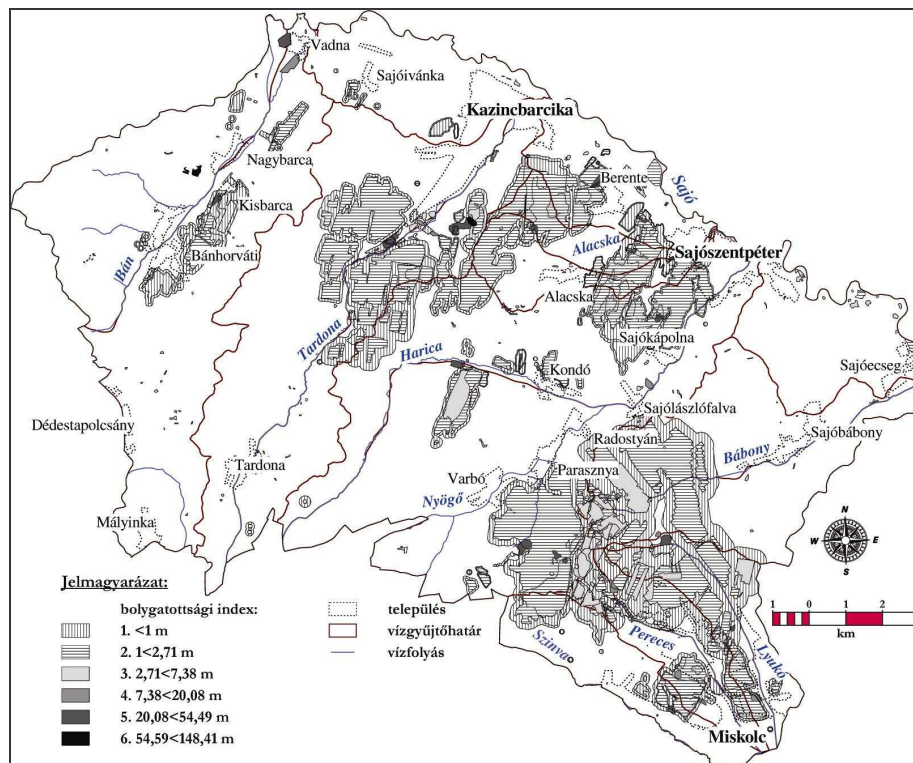 Vadna
Sajóivánka
Kazincbarcika
Nagybarca
Berente
Sajó
Kisbarca
Alacska
Sajószentpéter
Bánhorváti
Bán
Alacska
Tardona
Sajókápolna
Harica
Kondó
Sajóecseg
Dédestapolcsány
Sajólászlófalva
Radostyán
Sajóbábony
Tardona
Varbó
Parasznya
Bábony
Nyögő
Mályinka
N
W E
S
Jelmagyarázat:
bolygatottsági index: település
1. <1 m vízgyűjtőhatár
2. 1<2,71 m vízfolyás
3. 2,71<7,38 m
4. 7,38<20,08 m
5. 20,08<54,49 m
6. 54,59<148,41 m
Szinva
Pereces
Lyukó
1 0 1 2
km
Miskolc